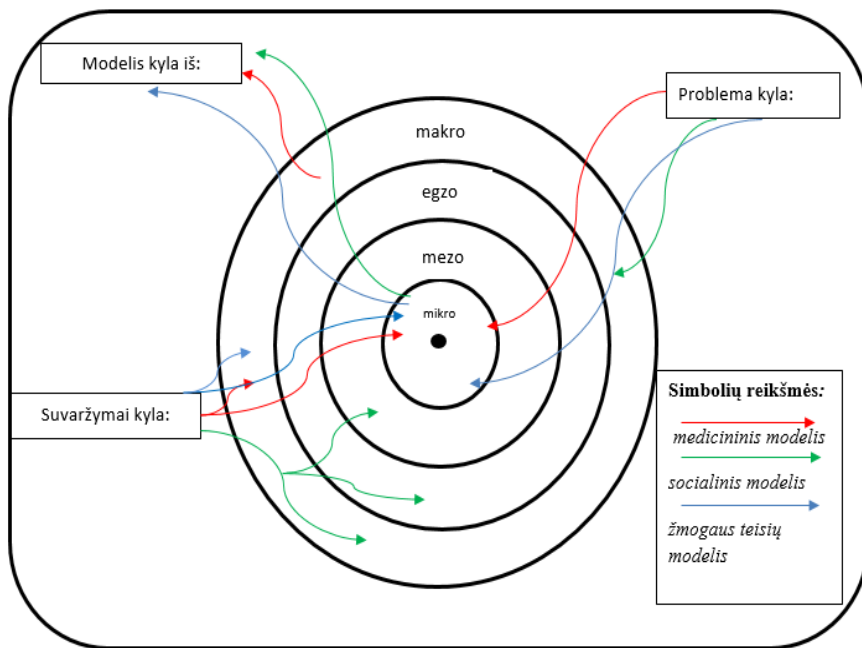 Modelis kyla iš:
Problema kyla:
makro
egzo
mezo
mikro
Suvaržymai kyla:
Simbolių reikšmės:
medicininis modelis
socialinis modelis
žmogaus teisių
modelis